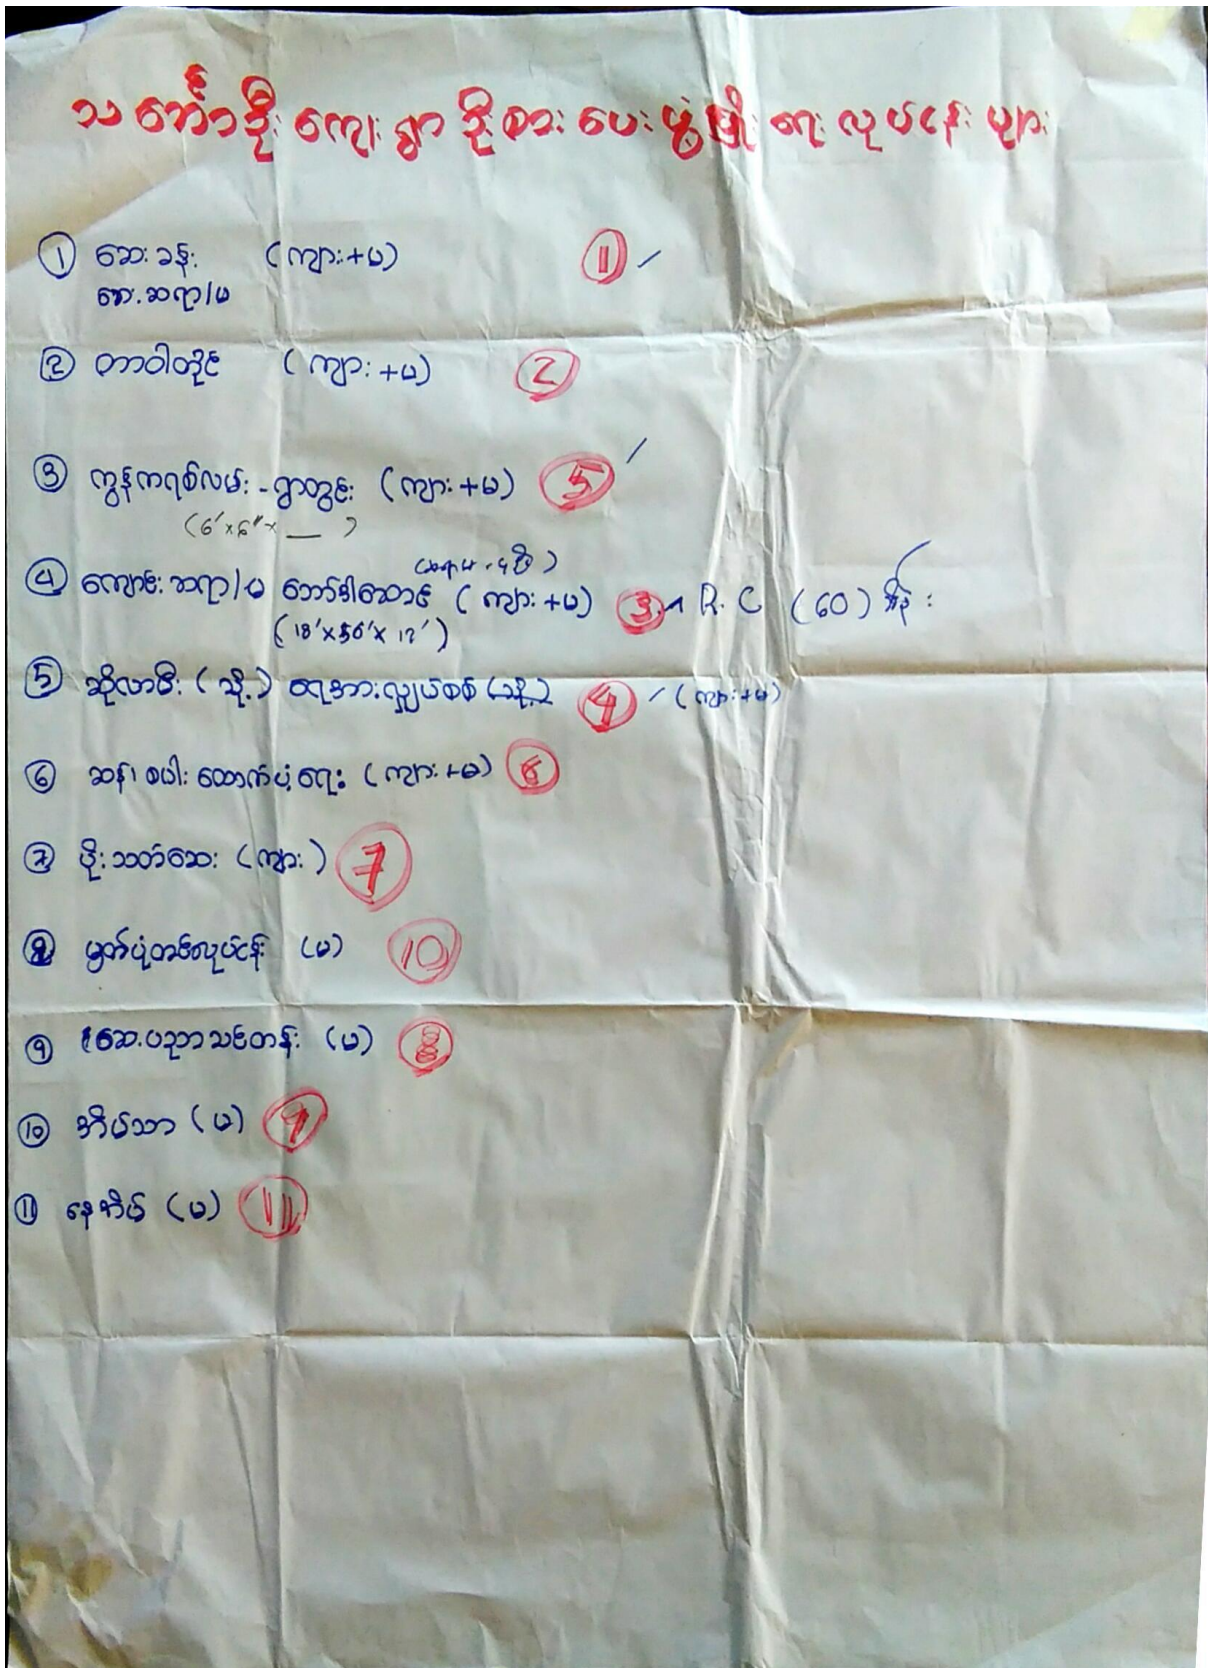 သင်္ဘောဒိုးကျေးရွာ ဦးစားပေးဖွံ့ဖြိုးရေးလုပ်ငန်းများ
① ဆေးခန်း (ကျား+မ) ①
ဆေးဆရာ/မ
② တာဝါတိုင် (ကျား+မ) ②
③ ကွန်ကရစ်လမ်း - ရွာတွင်း (ကျား+မ) ⑤
(6'x6"x __ )
④ ကျောင်းဆရာ/မ ဘော်ဒါဆောင် (ကျား+မ) ③ R.C (60) သိန်း
(18'x50'x12')
⑤ ဆိုလာမီး (သို့) ရေအားလျှပ်စစ် (သို့) ④ (ကျား+မ)
⑥ ဆန်၊ စပါး ထောက်ပံ့ရေး (ကျား+မ) ⑥
⑦ ပိုးသတ်ဆေး (ကျား) ⑦
⑧ မွတ်ပုံတင်လုပ်ငန်း (မ) ⑩
⑨ ဆေးပညာသင်တန်း (မ) ⑧
⑩ အိမ်သာ (မ) ⑨
⑪ နေအိမ် (မ) ⑪